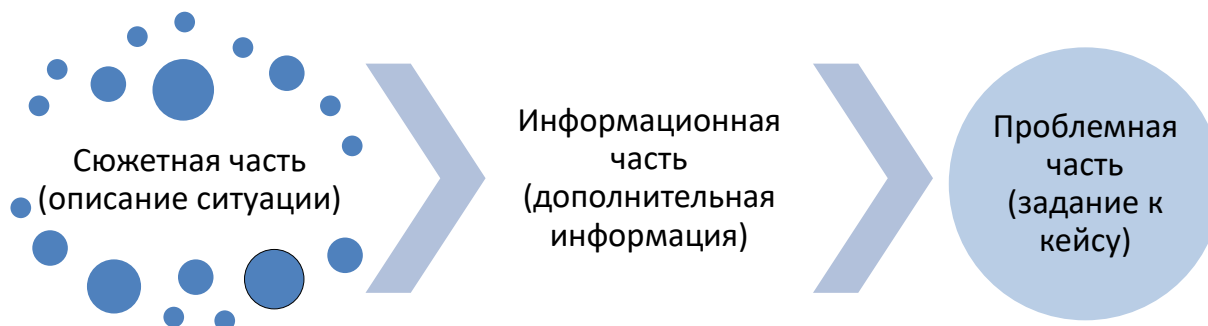 Сюжетная часть
(описание ситуации)
Информационная
часть
(дополнительная
информация)
Проблемная
часть
(задание к
кейсу)